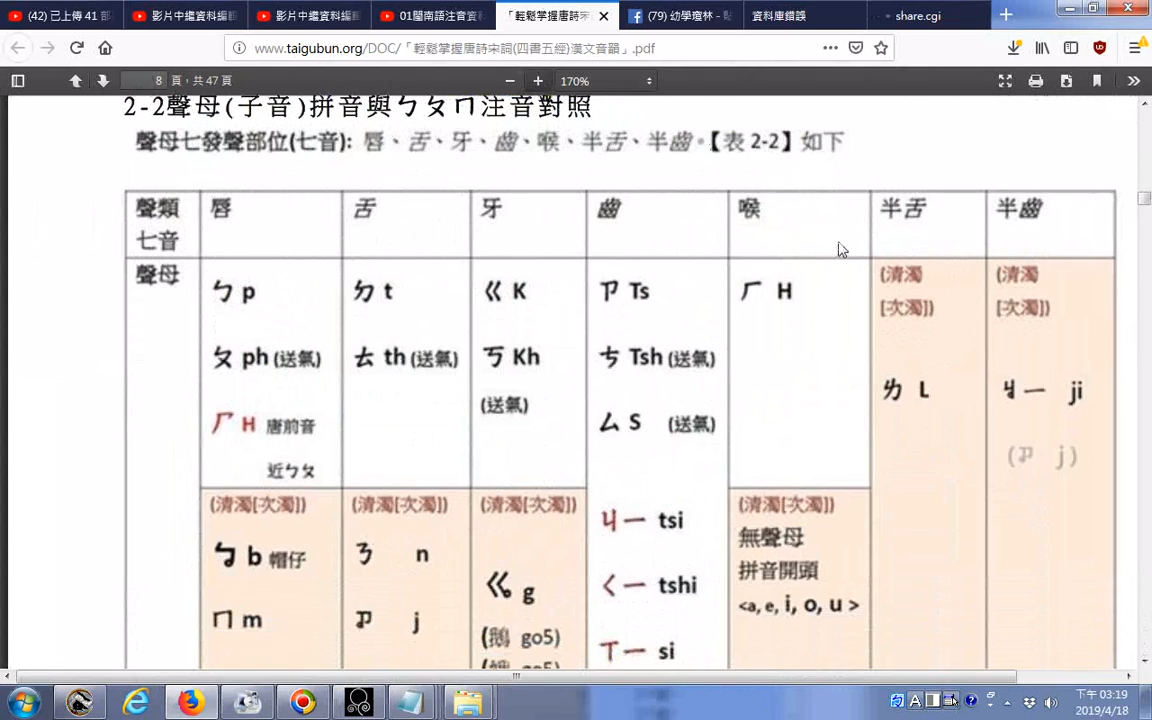 (42) 已上傳 41 部
影片中繼資料編輯
影片中繼資料編輯
01閩南語注音資料
「輕鬆掌握唐詩宋
(79) 幼學瓊林 -
資料庫錯誤
share.cgi
www.taigubun.org/DOC/「輕鬆掌握唐詩宋詞(四書五經)漢文音韻」.pdf
8 頁，共 47 頁
170%
2-2聲母(子音)拼音與ㄅㄆㄇ注音對照
聲母七發聲部位(七音): 唇、舌、牙、齒、喉、半舌、半齒。【表 2-2】如下
聲類 唇 舌 牙 齒 喉 半舌 半齒
七音
聲母
ㄅ p ㄉ t ㄍ K ㄗ Ts ㄏ H (清濁 (清濁
[次濁]) [次濁])
ㄆ ph (送氣) ㄊ th (送氣) ㄎ Kh ㄘ Tsh (送氣)
(送氣) ㄌ L ㄐ一 ji
ㄏ H 唐前音 ㄙ S (送氣)
近ㄅㄆ (ㆡ j)
(清濁[次濁]) (清濁[次濁]) (清濁[次濁]) ㄐ一 tsi (清濁[次濁])
無聲母
ㆠ b 帽仔 ㄋ n 拼音開頭
ㆣ g ㄑ一 tshi <a, e, i, o, u >
ㄇ m ㆡ j (鵝 go5) ㄒ一 si
下午 03:19
2019/4/18